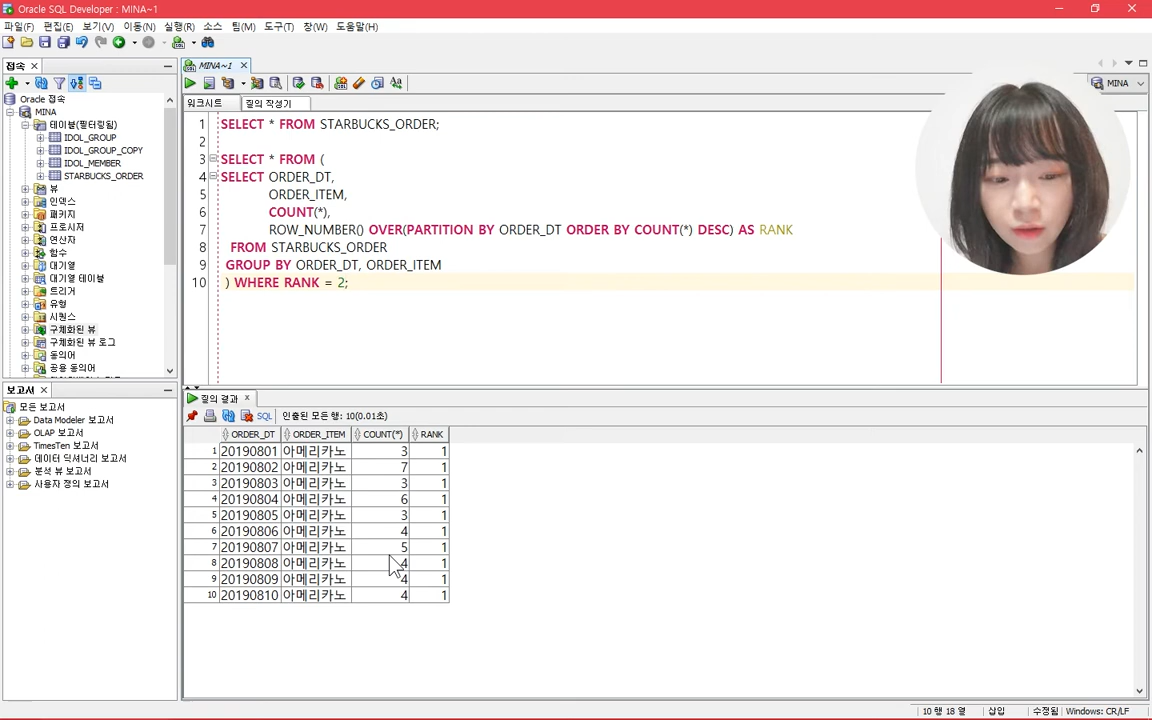 Oracle SQL Developer : MINA~1
파일(F) 편집(E) 보기(V) 이동(N) 실행(R) 소스 팀(M) 도구(T) 창(W) 도움말(H)
접속
Oracle 접속
MINA
테이블(필터링됨)
IDOL_GROUP
IDOL_GROUP_COPY
IDOL_MEMBER
STARBUCKS_ORDER
뷰
인덱스
패키지
프로시저
연산자
함수
대기열
대기열 테이블
트리거
유형
시퀀스
구체화된 뷰
구체화된 뷰 로그
동의어
공용 동의어
보고서
모든 보고서
Data Modeler 보고서
OLAP 보고서
TimesTen 보고서
데이터 딕셔너리 보고서
분석 뷰 보고서
사용자 정의 보고서
MINA~1
MINA
워크시트 질의 작성기
1 SELECT * FROM STARBUCKS_ORDER;
2
3 SELECT * FROM (
4 SELECT ORDER_DT,
5 ORDER_ITEM,
6 COUNT(*),
7 ROW_NUMBER() OVER(PARTITION BY ORDER_DT ORDER BY COUNT(*) DESC) AS RANK
8 FROM STARBUCKS_ORDER
9 GROUP BY ORDER_DT, ORDER_ITEM
10 ) WHERE RANK = 2;
질의 결과
SQL 인출된 모든 행: 10(0.01초)
ORDER_DT ORDER_ITEM COUNT(*) RANK
1 20190801 아메리카노 3 1
2 20190802 아메리카노 7 1
3 20190803 아메리카노 3 1
4 20190804 아메리카노 6 1
5 20190805 아메리카노 3 1
6 20190806 아메리카노 4 1
7 20190807 아메리카노 5 1
8 20190808 아메리카노 4 1
9 20190809 아메리카노 4 1
10 20190810 아메리카노 4 1
10 행 18 열 삽입 수정됨 Windows: CR/LF